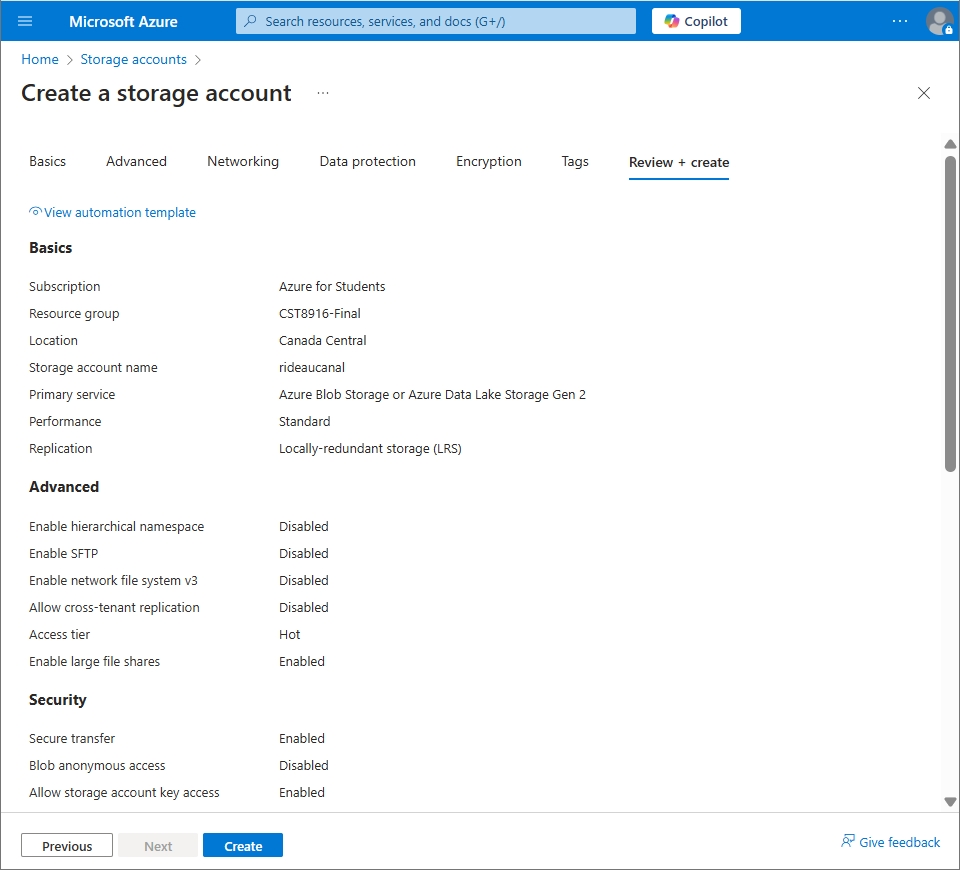 Microsoft Azure
Search resources, services, and docs (G+/)
Copilot
...
Home > Storage accounts >
Create a storage account ...
Basics Advanced Networking Data protection Encryption Tags Review + create
View automation template
Basics
Subscription Azure for Students
Resource group CST8916-Final
Location Canada Central
Storage account name rideaucanal
Primary service Azure Blob Storage or Azure Data Lake Storage Gen 2
Performance Standard
Replication Locally-redundant storage (LRS)
Advanced
Enable hierarchical namespace Disabled
Enable SFTP Disabled
Enable network file system v3 Disabled
Allow cross-tenant replication Disabled
Access tier Hot
Enable large file shares Enabled
Security
Secure transfer Enabled
Blob anonymous access Disabled
Allow storage account key access Enabled
Previous Next Create Give feedback